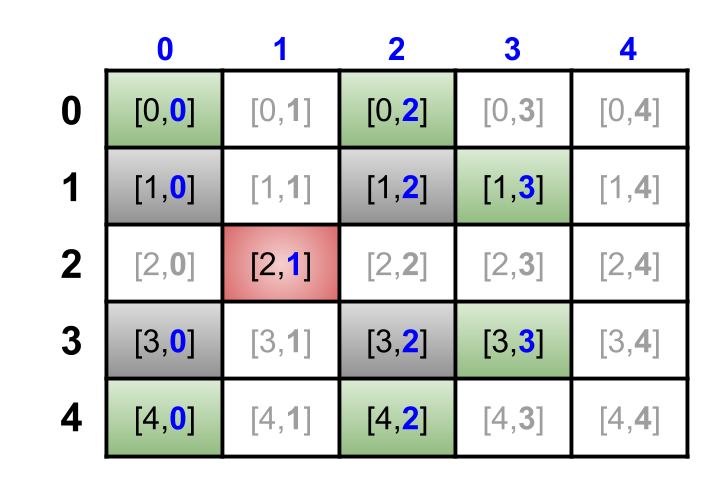 0 1 2 3 4
0 [0,0] [0,1] [0,2] [0,3] [0,4]
1 [1,0] [1,1] [1,2] [1,3] [1,4]
2 [2,0] [2,1] [2,2] [2,3] [2,4]
3 [3,0] [3,1] [3,2] [3,3] [3,4]
4 [4,0] [4,1] [4,2] [4,3] [4,4]